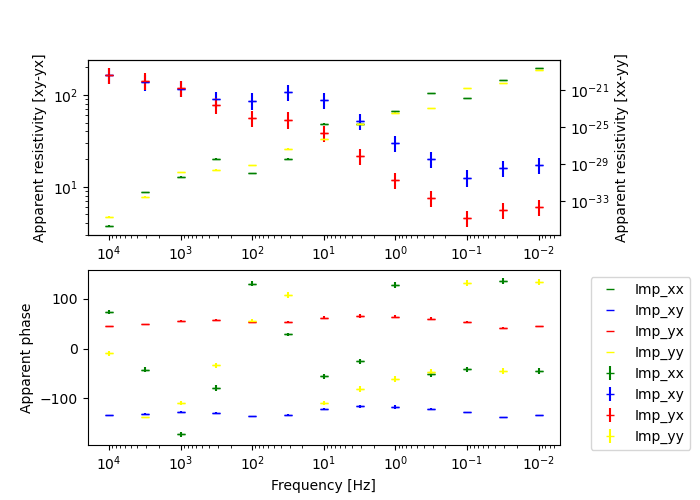 Apparent resistivity [xy-yx]
10²
10¹
10⁻²¹
10⁻²⁵
10⁻²⁹
10⁻³³
Apparent resistivity [xx-yy]
10⁴ 10³ 10² 10¹ 10⁰ 10⁻¹ 10⁻²
Apparent phase
100
0
−100
10⁴ 10³ 10² 10¹ 10⁰ 10⁻¹ 10⁻²
Frequency [Hz]
Imp_xx
Imp_xy
Imp_yx
Imp_yy
Imp_xx
Imp_xy
Imp_yx
Imp_yy